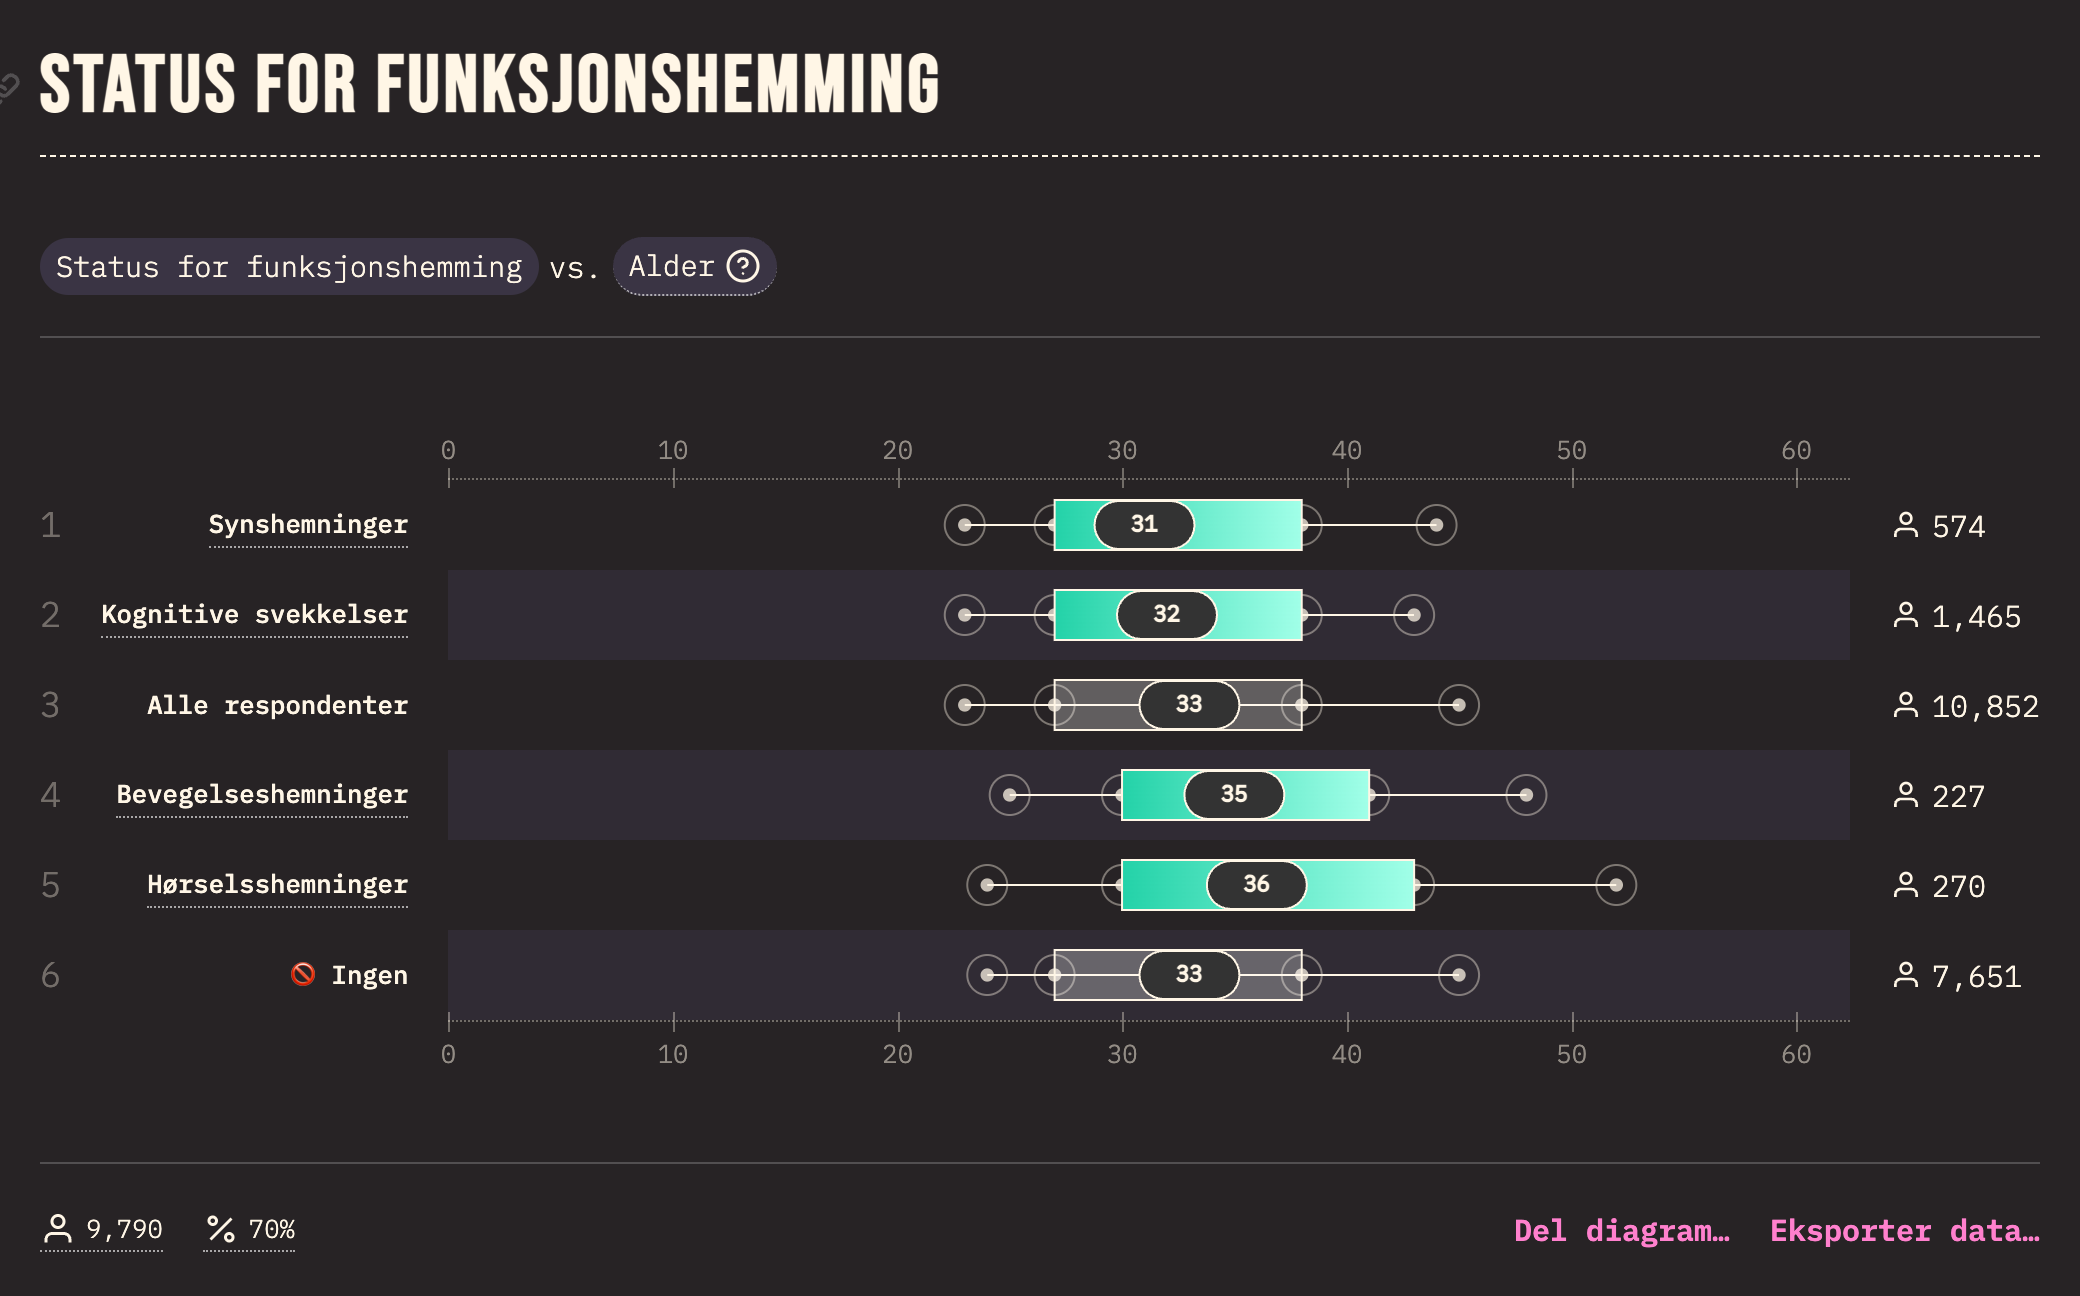 STATUS FOR FUNKSJONSHEMMING
Status for funksjonshemming vs. Alder ?
0 10 20 30 40 50 60
1 Synshemninger 31 574
2 Kognitive svekkelser 32 1,465
3 Alle respondenter 33 10,852
4 Bevegelseshemninger 35 227
5 Hørselsshemninger 36 270
6 Ingen 33 7,651
0 10 20 30 40 50 60
9,790 % 70% Del diagram… Eksporter data…